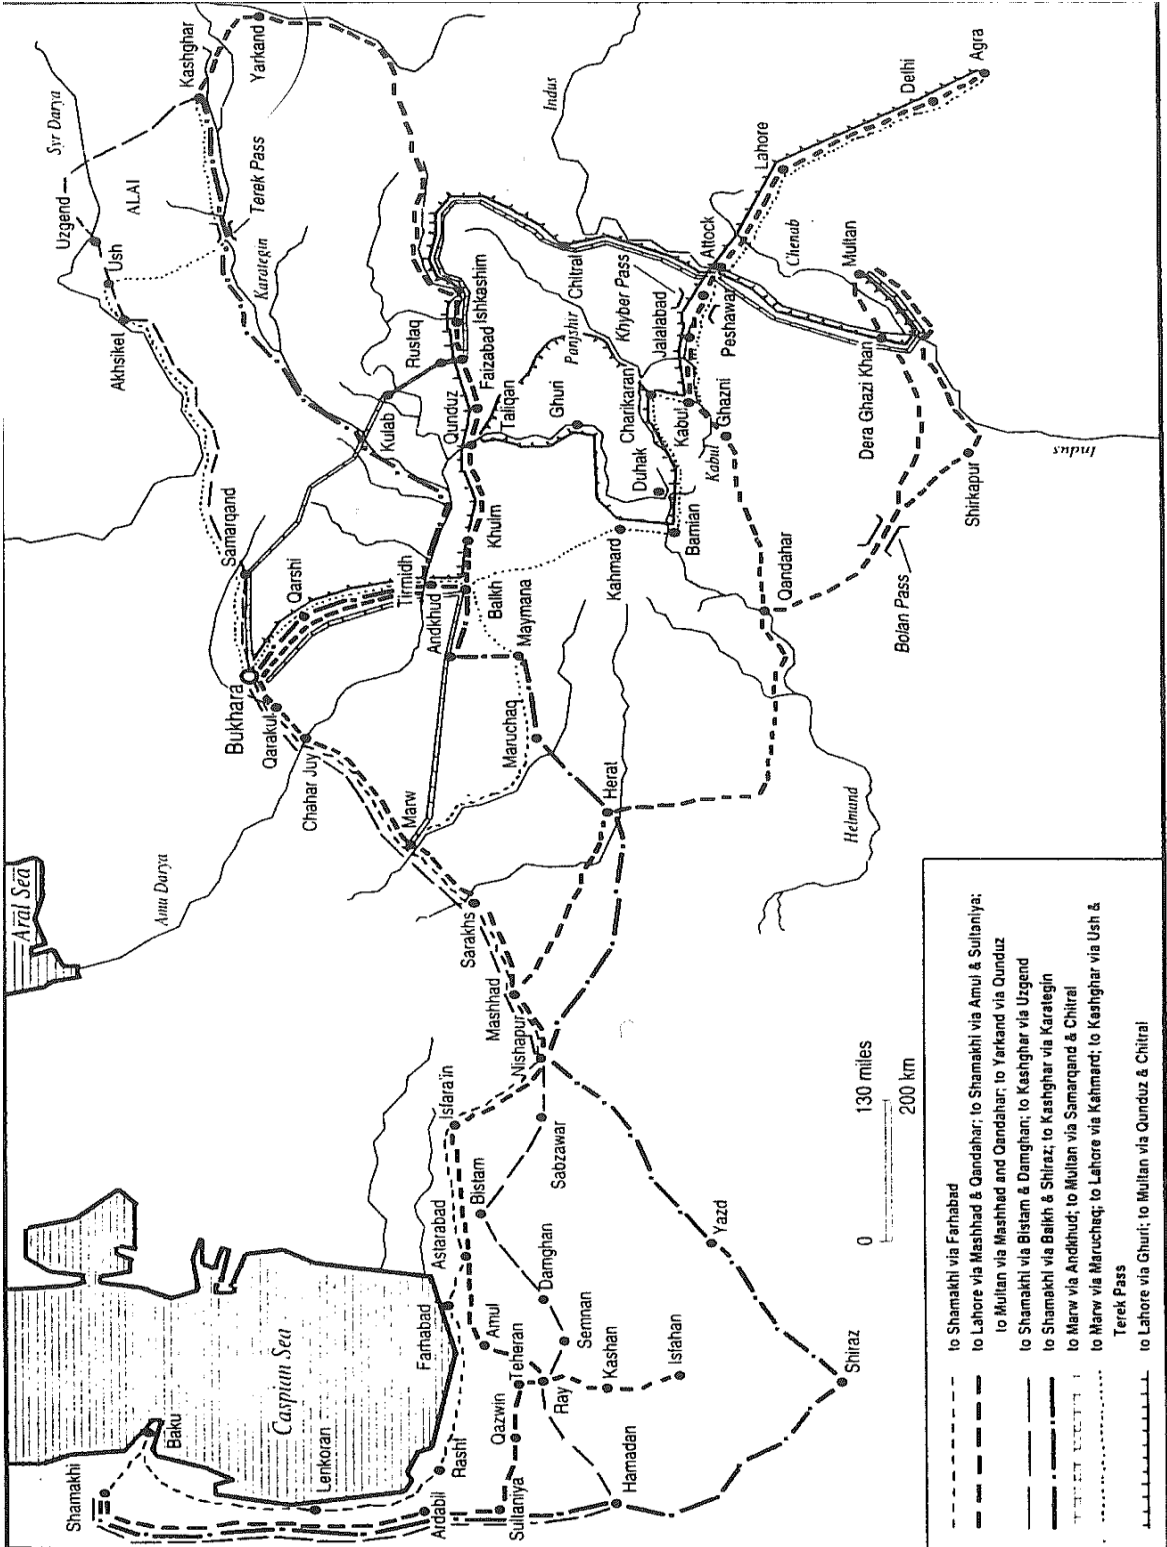 Shamakhi
Baku
Lenkoran
Caspian Sea
Aral Sea
Amu Darya
Syr Darya
Uzgend
ALAI
Ush
Akhsikel
Kashghar
Yarkand
Terek Pass
Karategin
Samarqand
Bukhara
Qarakul
Qarshi
Chahar Juy
Tirmidh
Kulab
Rustaq
Ardabil
Rasht
Farhabad
Astarabad
Isfara'in
Marw
Andkhud
Balkh
Khulm
Qunduz
Taliqan
Faizabad
Ishkashim
Sultaniya
Qazwin
Teheran
Amul
Bistam
Nishapur
Mashhad
Sarakhs
Maruchaq
Maymana
Ghuri
Panjshir
Chitral
Indus
Hamadan
Ray
Semnan
Damghan
Sabzawar
Kashan
Isfahan
Herat
Kahmard
Duhak
Bamian
Charikaran
Kabul
Kabul
Jalalabad
Khyber Pass
Peshawar
Attock
Lahore
Delhi
Agra
Ghazni
Yazd
Shiraz
Qandahar
Helmand
Chenab
Multan
Dera Ghazi Khan
Bolan Pass
Shirkapur
Indus
0 130 miles
200 km
to Shamakhi via Farhabad
to Lahore via Mashhad & Qandahar; to Shamakhi via Amul & Sultaniya;
to Multan via Mashhad and Qandahar; to Yarkand via Qunduz
to Shamakhi via Bistam & Damghan; to Kashghar via Uzgend
to Shamakhi via Balkh & Shiraz; to Kashghar via Karategin
to Marw via Andkhud; to Multan via Samarqand & Chitral
to Marw via Maruchaq; to Lahore via Kahmard; to Kashghar via Ush &
Terek Pass
to Lahore via Ghuri; to Multan via Qunduz & Chitral